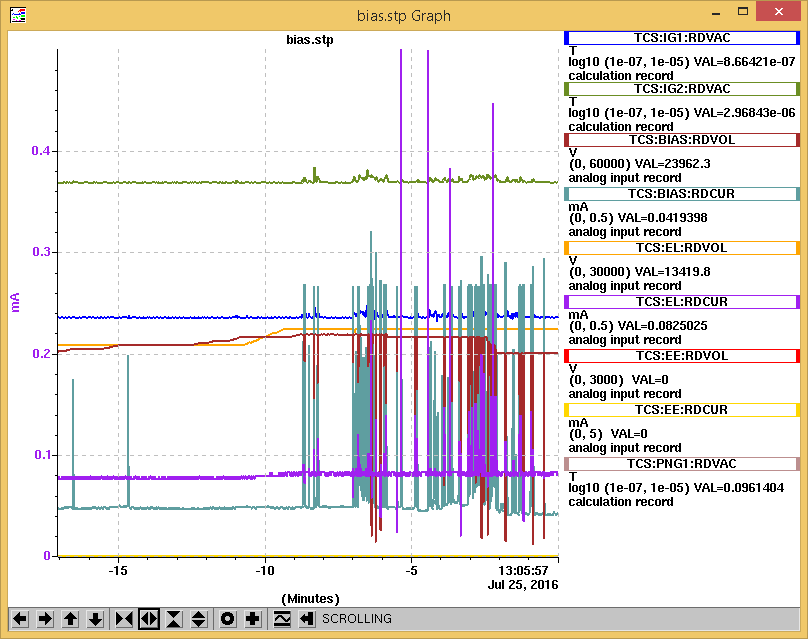 bias.stp Graph
bias.stp
mA
0.4
0.3
0.2
0.1
0
-15
-10
-5
13:05:57
Jul 25, 2016
(Minutes)
TCS:IG1:RDVAC
T
log10 (1e-07, 1e-05) VAL=8.66421e-07
calculation record
TCS:IG2:RDVAC
T
log10 (1e-07, 1e-05) VAL=2.96843e-06
calculation record
TCS:BIAS:RDVOL
V
(0, 60000) VAL=23962.3
analog input record
TCS:BIAS:RDCUR
mA
(0, 0.5) VAL=0.0419398
analog input record
TCS:EL:RDVOL
V
(0, 30000) VAL=13419.8
analog input record
TCS:EL:RDCUR
mA
(0, 0.5) VAL=0.0825025
analog input record
TCS:EE:RDVOL
V
(0, 3000)  VAL=0
analog input record
TCS:EE:RDCUR
mA
(0, 5)  VAL=0
analog input record
TCS:PNG1:RDVAC
T
log10 (1e-07, 1e-05) VAL=0.0961404
calculation record
SCROLLING